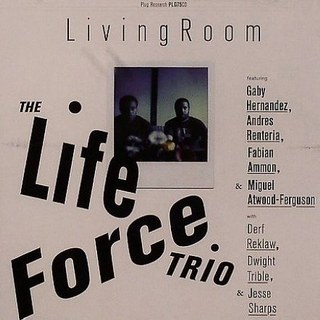 Plug Research PLG78CD
LivingRoom
THE
Life
Force
TRIO
featuring
Gaby
Hernandez,
Andres
Renteria,
Fabian
Ammon,
& Miguel
Atwood-Ferguson
with
Derf
Reklaw,
Dwight
Trible,
& Jesse
Sharps